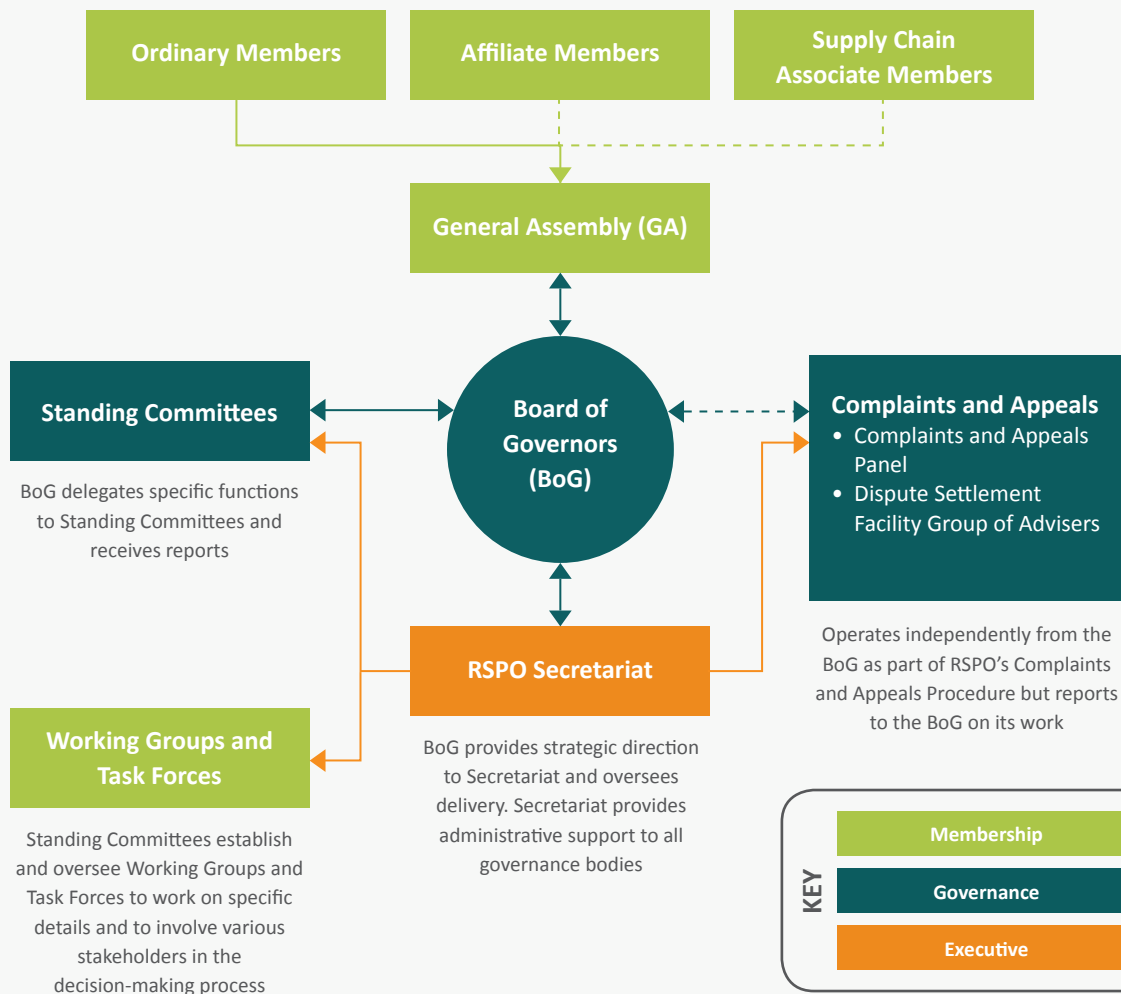 Ordinary Members
Affiliate Members
Supply Chain
Associate Members
General Assembly (GA)
Standing Committees
BoG delegates specific functions
to Standing Committees and
receives reports
Board of
Governors
(BoG)
Complaints and Appeals
• Complaints and Appeals
Panel
• Dispute Settlement
Facility Group of Advisers
Operates independently from the
BoG as part of RSPO’s Complaints
and Appeals Procedure but reports
to the BoG on its work
RSPO Secretariat
BoG provides strategic direction
to Secretariat and oversees
delivery. Secretariat provides
administrative support to all
governance bodies
Working Groups and
Task Forces
Standing Committees establish
and oversee Working Groups and
Task Forces to work on specific
details and to involve various
stakeholders in the
decision-making process
KEY
Membership
Governance
Executive